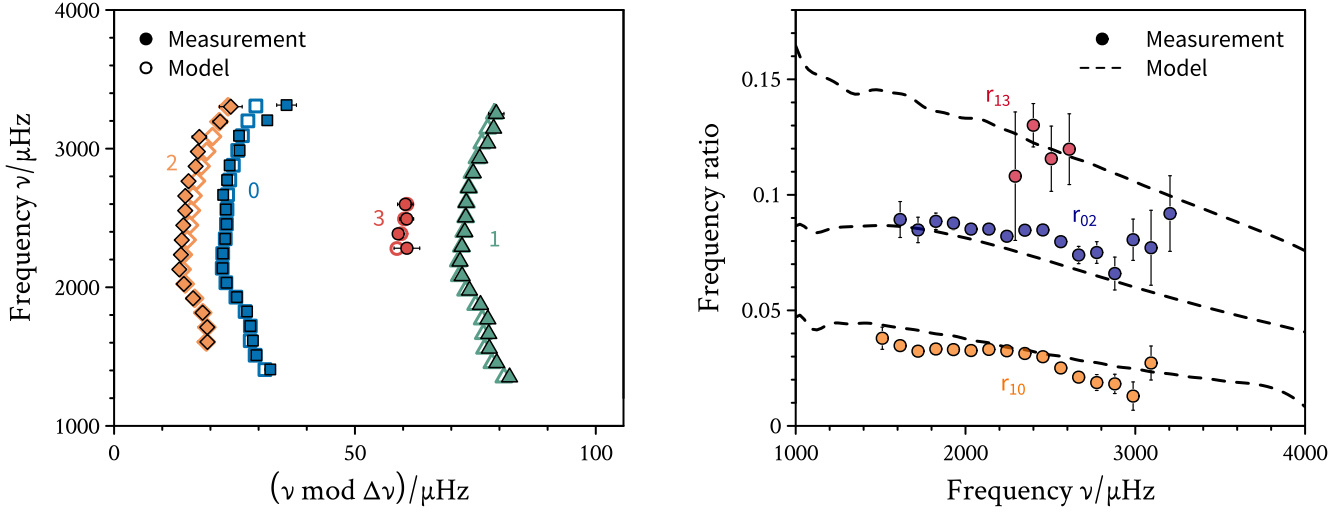 4000
3000
2000
1000
Frequency ν/μHz
Measurement
Model
2
0
3
1
0
50
100
(ν mod Δν)/μHz
0.15
0.1
0.05
0
Frequency ratio
Measurement
Model
r13
r02
r10
1000
2000
3000
4000
Frequency ν/μHz